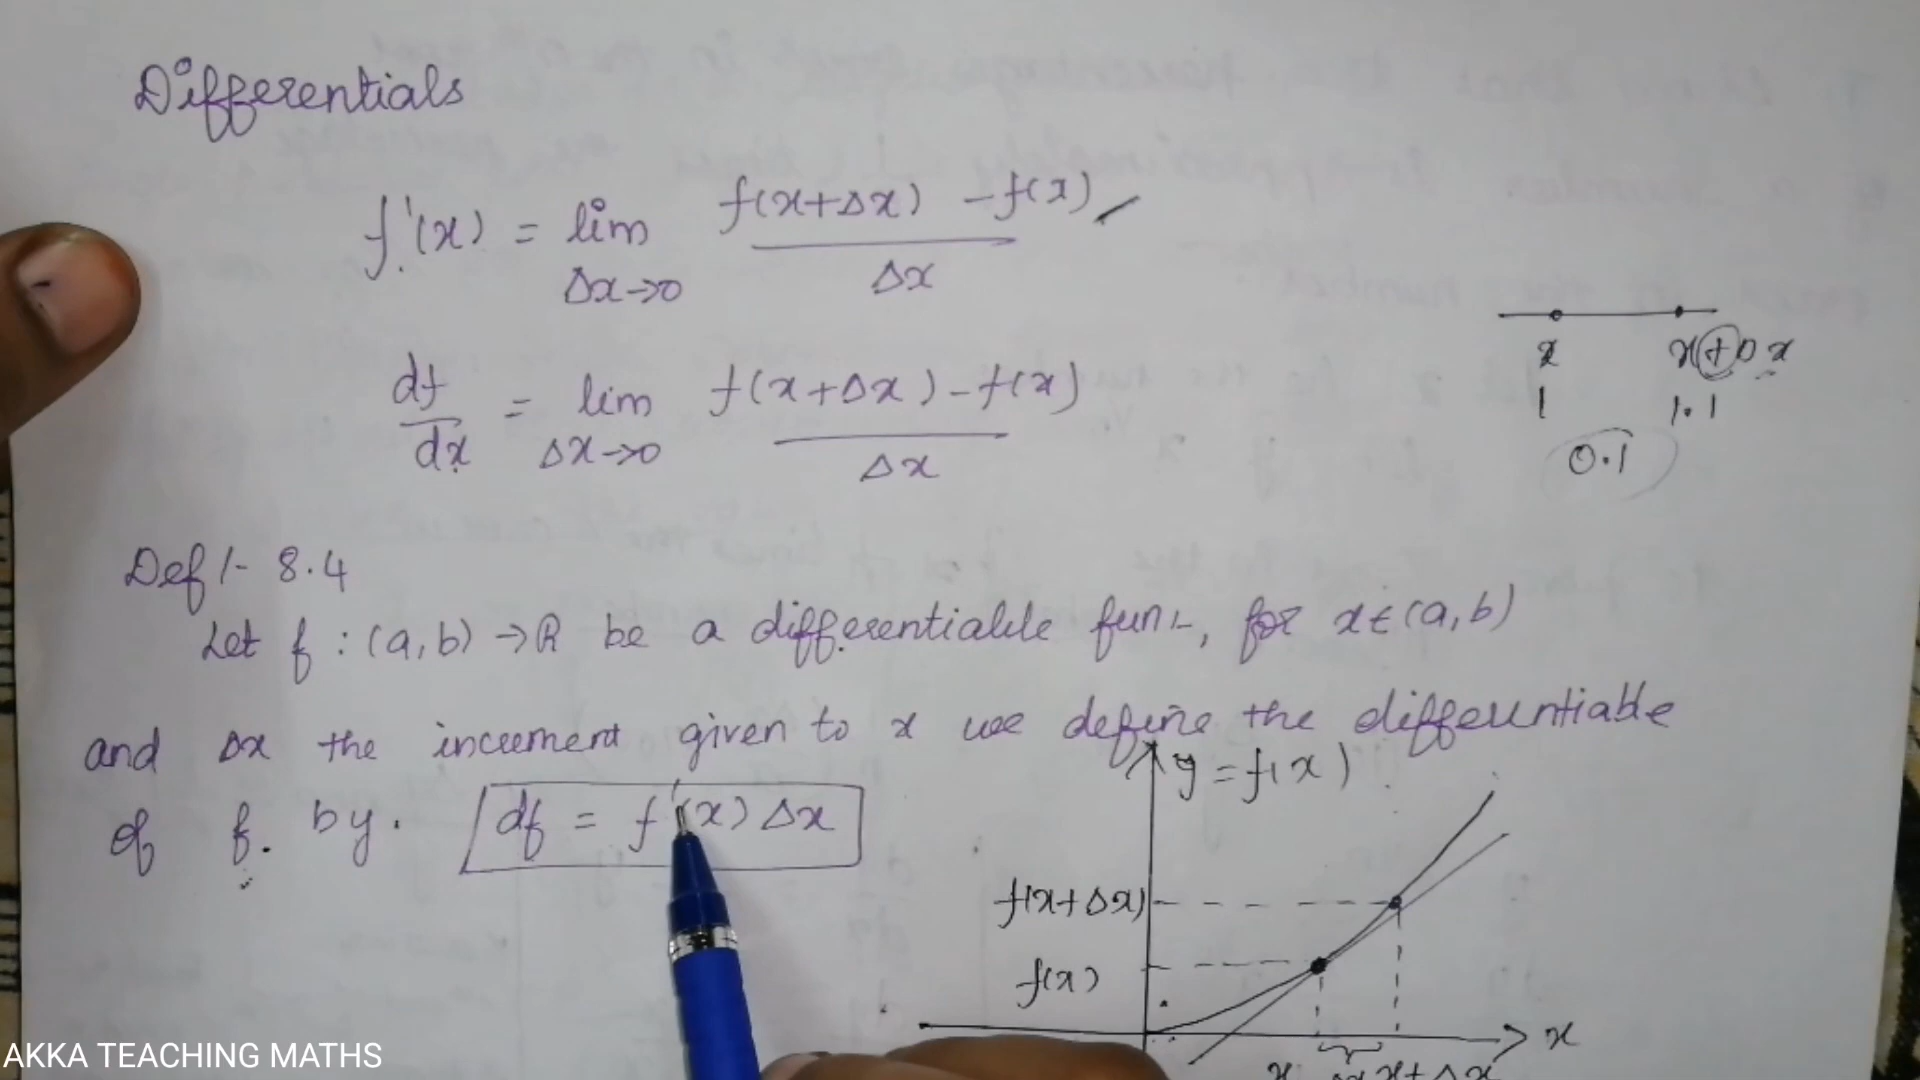 Differentials
f'(x) = lim f(x+Δx) - f(x)
Δx→0 Δx
x x+Δx
1 1.1
0.1
df/dx = lim f(x+Δx) - f(x)
Δx→0 Δx
Def :- 8.4
Let f : (a,b) → R be a differentiable fun:-, for x ∈ (a,b)
and Δx the increment given to x we define the differentiable
of f. by. df = f'(x) Δx
y = f(x)
f(x+Δx)
f(x)
x
x Δx x+Δx
AKKA TEACHING MATHS